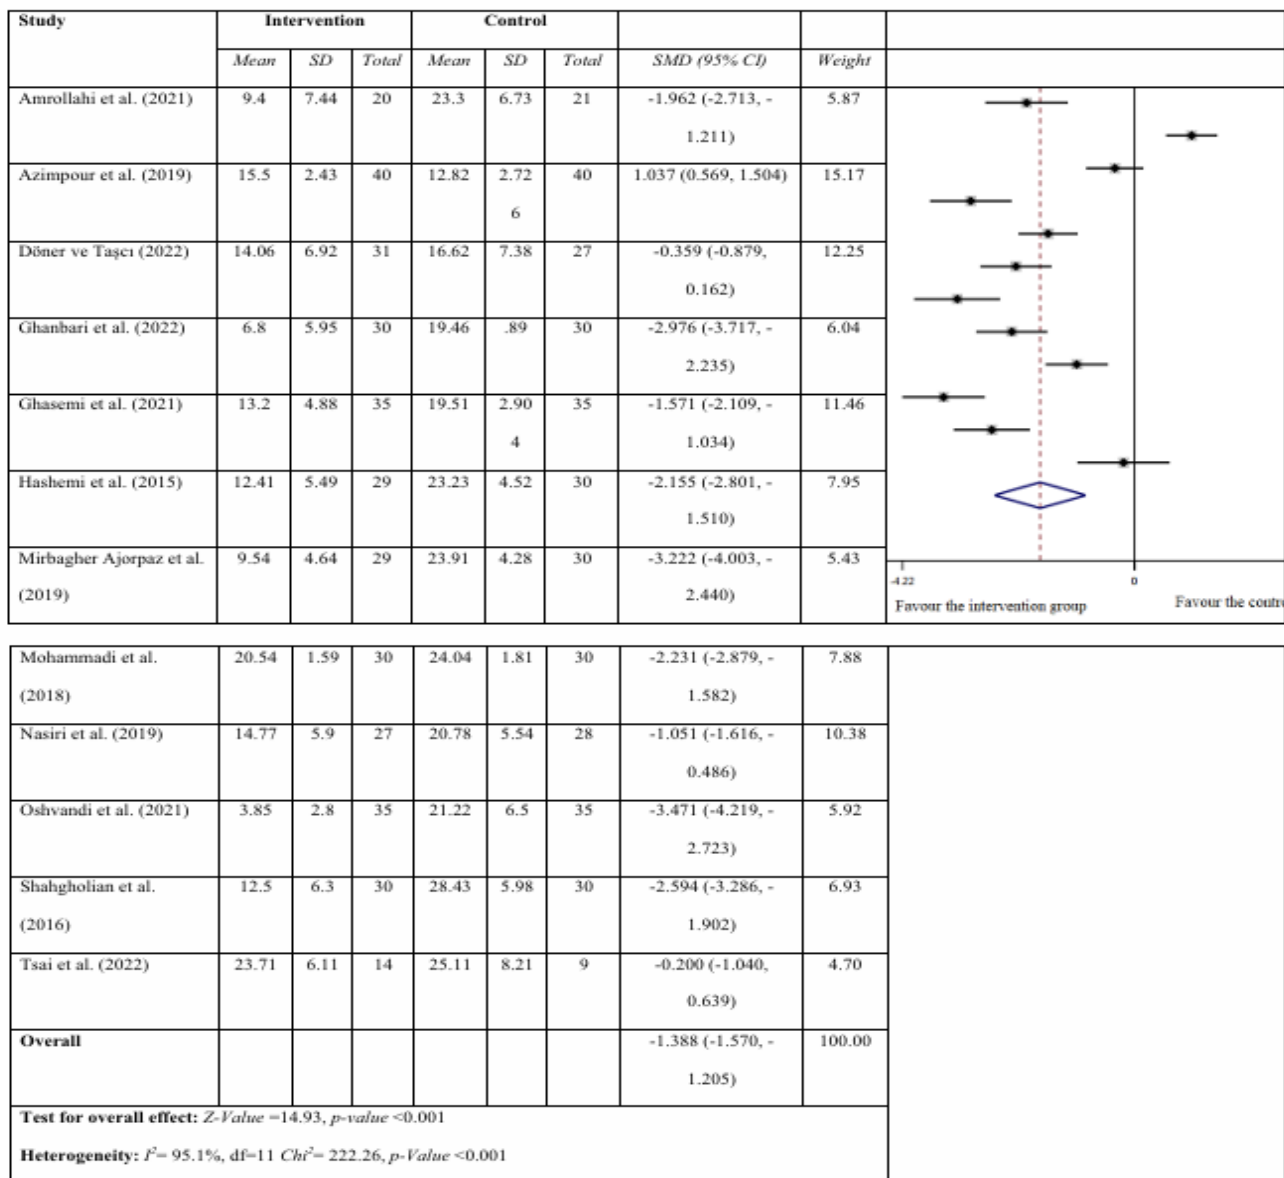 Study Intervention Control
Mean SD Total Mean SD Total SMD (95% CI) Weight
Amrollahi et al. (2021) 9.4 7.44 20 23.3 6.73 21 -1.962 (-2.713, - 5.87
1.211)
Azimpour et al. (2019) 15.5 2.43 40 12.82 2.72 40 1.037 (0.569, 1.504) 15.17
6
Döner ve Taşcı (2022) 14.06 6.92 31 16.62 7.38 27 -0.359 (-0.879, 12.25
0.162)
Ghanbari et al. (2022) 6.8 5.95 30 19.46 .89 30 -2.976 (-3.717, - 6.04
2.235)
Ghasemi et al. (2021) 13.2 4.88 35 19.51 2.90 35 -1.571 (-2.109, - 11.46
4 1.034)
Hashemi et al. (2015) 12.41 5.49 29 23.23 4.52 30 -2.155 (-2.801, - 7.95
1.510)
Mirbagher Ajorpaz et al. 9.54 4.64 29 23.91 4.28 30 -3.222 (-4.003, - 5.43
(2019) 2.440)
-4.22 0
Favour the intervention group Favour the contro
Mohammadi et al. 20.54 1.59 30 24.04 1.81 30 -2.231 (-2.879, - 7.88
(2018) 1.582)
Nasiri et al. (2019) 14.77 5.9 27 20.78 5.54 28 -1.051 (-1.616, - 10.38
0.486)
Oshvandi et al. (2021) 3.85 2.8 35 21.22 6.5 35 -3.471 (-4.219, - 5.92
2.723)
Shahgholian et al. 12.5 6.3 30 28.43 5.98 30 -2.594 (-3.286, - 6.93
(2016) 1.902)
Tsai et al. (2022) 23.71 6.11 14 25.11 8.21 9 -0.200 (-1.040, 4.70
0.639)
Overall -1.388 (-1.570, - 100.00
1.205)
Test for overall effect: Z-Value =14.93, p-value <0.001
Heterogeneity: I²= 95.1%, df=11 Chi²= 222.26, p-Value <0.001